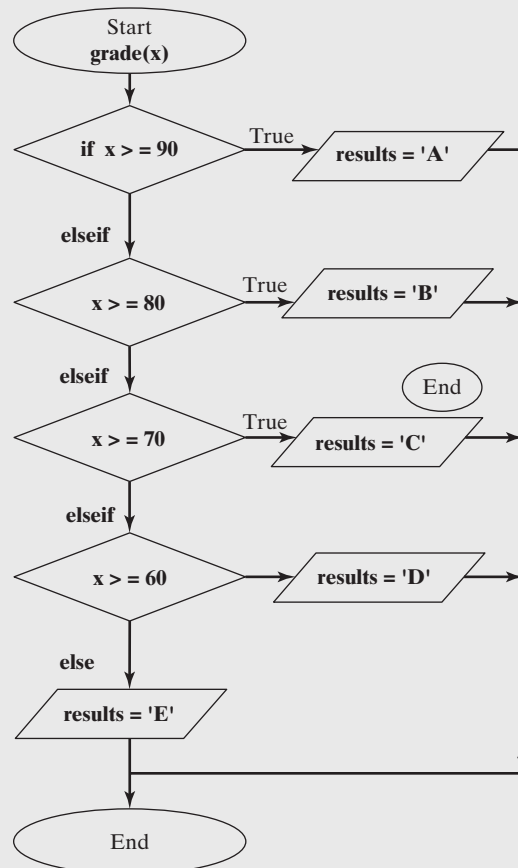 Start
grade(x)
if x > = 90
True
results = 'A'
elseif
x > = 80
True
results = 'B'
elseif
End
x > = 70
True
results = 'C'
elseif
x > = 60
results = 'D'
else
results = 'E'
End